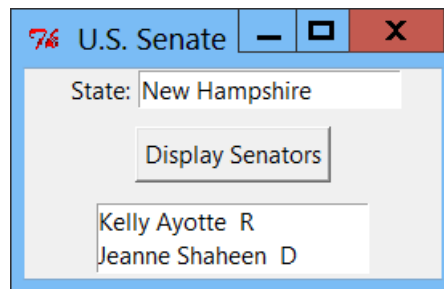 U.S. Senate
State: New Hampshire
Display Senators
Kelly Ayotte R
Jeanne Shaheen D